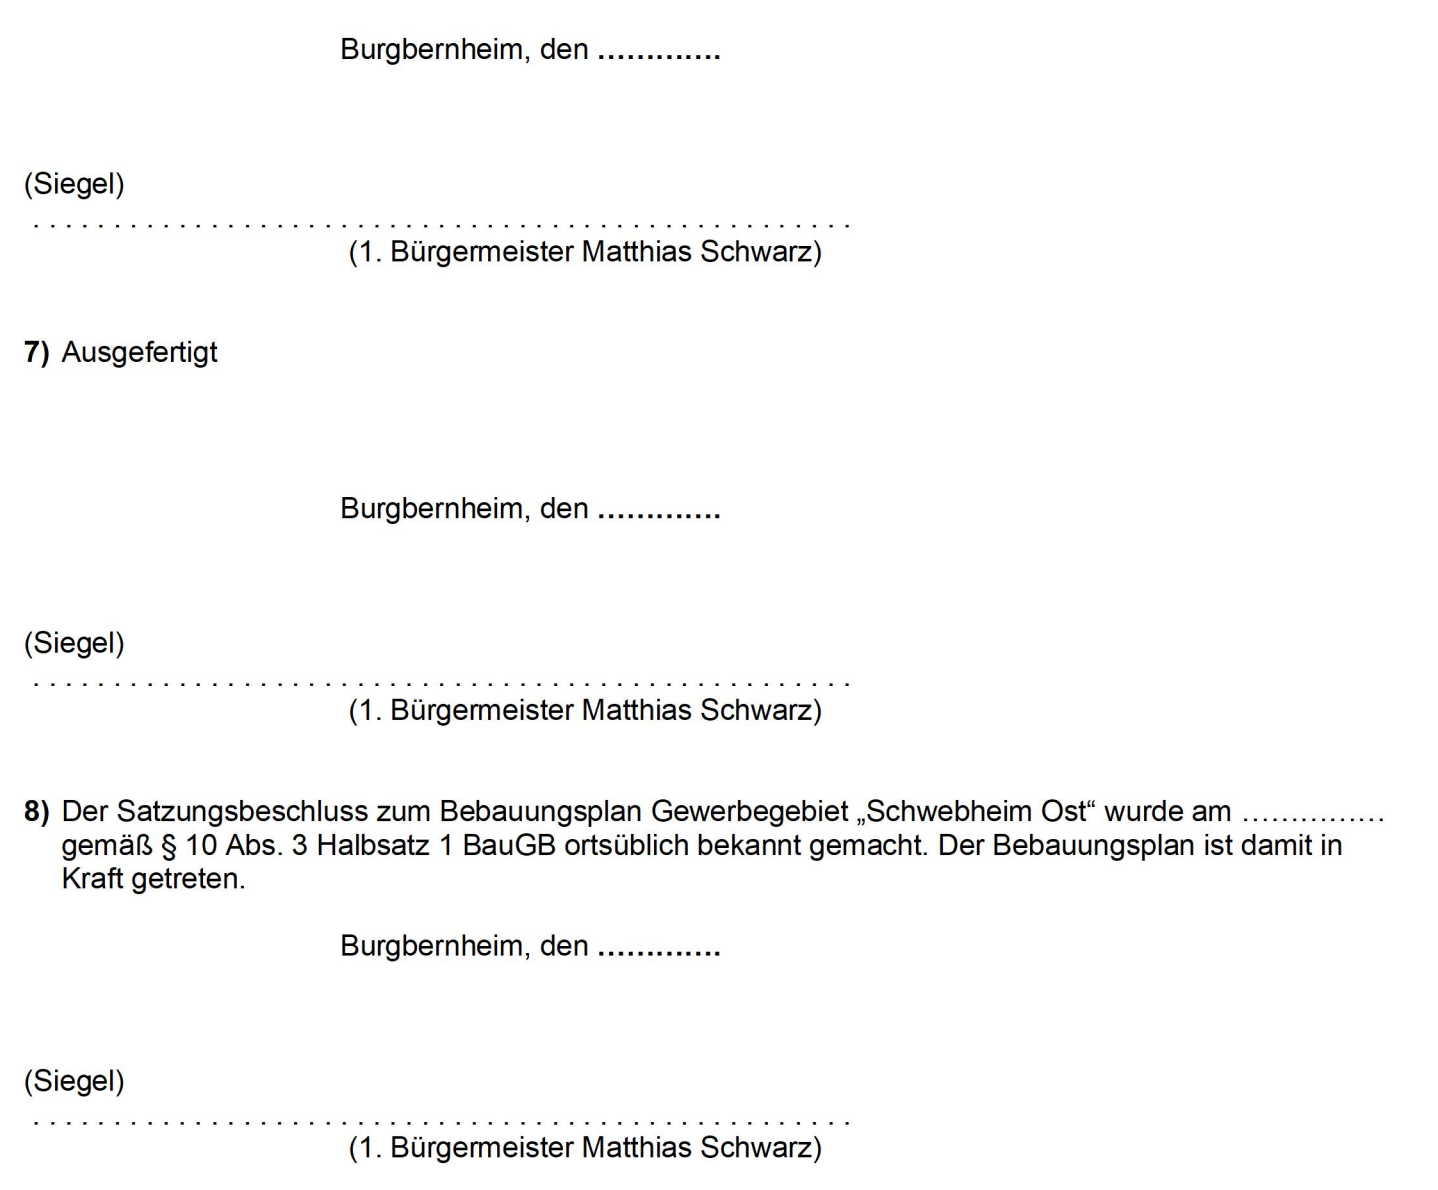 Burgbernheim, den .............
(Siegel)
. . . . . . . . . . . . . . . . . . . . . . . . . . . . . . . . . . . . . . . . . . . . . . . . . . .
(1. Bürgermeister Matthias Schwarz)
7) Ausgefertigt
Burgbernheim, den .............
(Siegel)
. . . . . . . . . . . . . . . . . . . . . . . . . . . . . . . . . . . . . . . . . . . . . . . . . . .
(1. Bürgermeister Matthias Schwarz)
8) Der Satzungsbeschluss zum Bebauungsplan Gewerbegebiet „Schwebheim Ost“ wurde am ……………
gemäß § 10 Abs. 3 Halbsatz 1 BauGB ortsüblich bekannt gemacht. Der Bebauungsplan ist damit in
Kraft getreten.
Burgbernheim, den .............
(Siegel)
. . . . . . . . . . . . . . . . . . . . . . . . . . . . . . . . . . . . . . . . . . . . . . . . . . .
(1. Bürgermeister Matthias Schwarz)